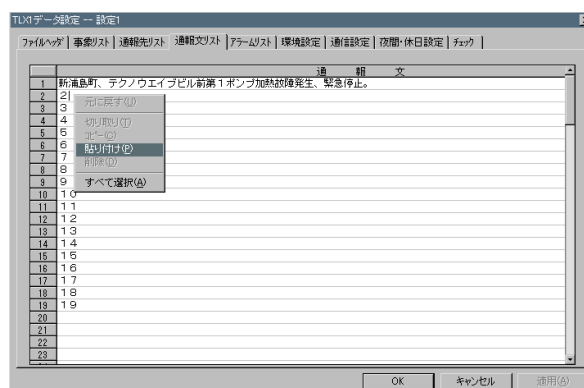 TLX1データ設定 -- 設定1
ファイルヘッダ 事象リスト 通報先リスト 通報文リスト アラームリスト 環境設定 通信設定 夜間・休日設定 チェック
通 報 文
1 新浦島町、テクノウエイブビル前第1ポンプ加熱故障発生、緊急停止。
2 2
元に戻す(U)
3 3
4 4 切り取り(T)
5 5 コピー(C)
6 6 貼り付け(P)
7 7 削除(D)
8 8
9 9 すべて選択(A)
10 10
11 11
12 12
13 13
14 14
15 15
16 16
17 17
18 18
19 19
20
21
22
23
OK キャンセル 適用(A)